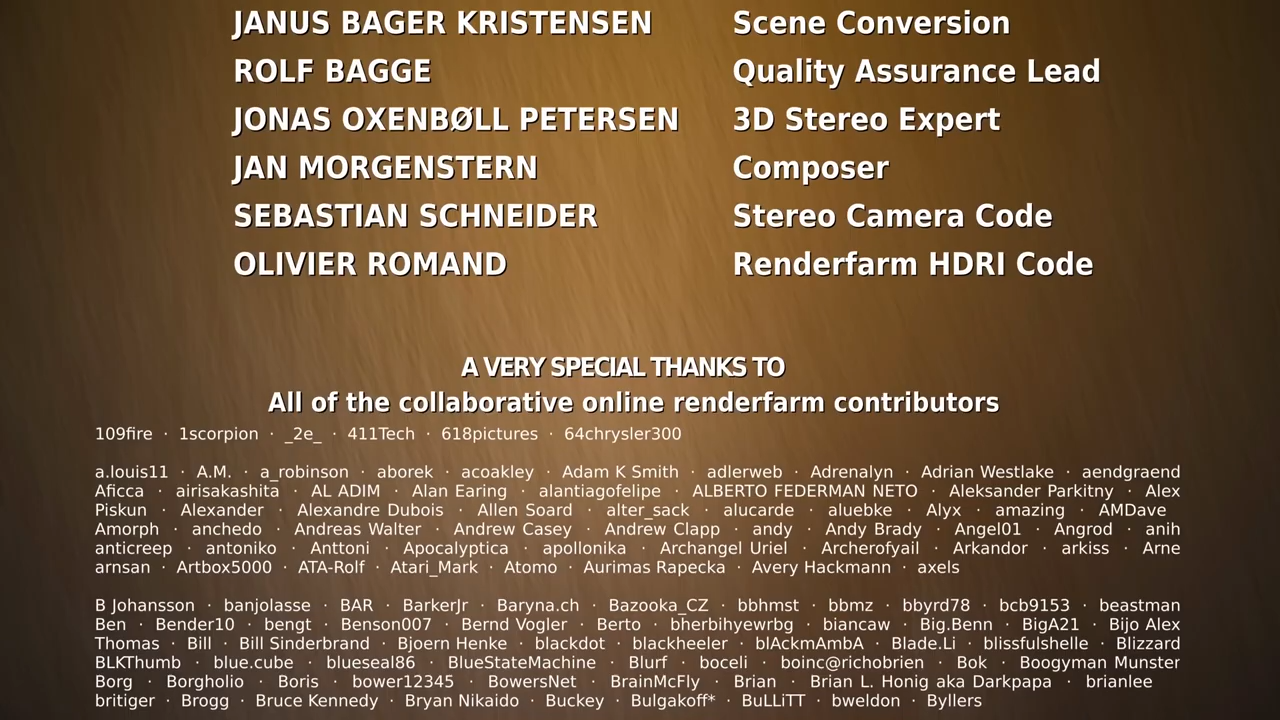 JANUS BAGER KRISTENSEN Scene Conversion
ROLF BAGGE Quality Assurance Lead
JONAS OXENBØLL PETERSEN 3D Stereo Expert
JAN MORGENSTERN Composer
SEBASTIAN SCHNEIDER Stereo Camera Code
OLIVIER ROMAND Renderfarm HDRI Code
A VERY SPECIAL THANKS TO
All of the collaborative online renderfarm contributors
109fire · 1scorpion · _2e_ · 411Tech · 618pictures · 64chrysler300
a.louis11 · A.M. · a_robinson · aborek · acoakley · Adam K Smith · adlerweb · Adrenalyn · Adrian Westlake · aendgraend
Aficca · airisakashita · AL ADIM · Alan Earing · alantiagofelipe · ALBERTO FEDERMAN NETO · Aleksander Parkitny · Alex
Piskun · Alexander · Alexandre Dubois · Allen Soard · alter_sack · alucarde · aluebke · Alyx · amazing · AMDave
Amorph · anchedo · Andreas Walter · Andrew Casey · Andrew Clapp · andy · Andy Brady · Angel01 · Angrod · anih
anticreep · antoniko · Anttoni · Apocalyptica · apollonika · Archangel Uriel · Archerofyail · Arkandor · arkiss · Arne
arnsan · Artbox5000 · ATA-Rolf · Atari_Mark · Atomo · Aurimas Rapecka · Avery Hackmann · axels
B Johansson · banjolasse · BAR · BarkerJr · Baryna.ch · Bazooka_CZ · bbhmst · bbmz · bbyrd78 · bcb9153 · beastman
Ben · Bender10 · bengt · Benson007 · Bernd Vogler · Berto · bherbihyewrbg · biancaw · Big.Benn · BigA21 · Bijo Alex
Thomas · Bill · Bill Sinderbrand · Bjoern Henke · blackdot · blackheeler · blAckmAmbA · Blade.Li · blissfulshelle · Blizzard
BLKThumb · blue.cube · blueseal86 · BlueStateMachine · Blurf · boceli · boinc@richobrien · Bok · Boogyman Munster
Borg · Borgholio · Boris · bower12345 · BowersNet · BrainMcFly · Brian · Brian L. Honig aka Darkpapa · brianlee
britiger · Brogg · Bruce Kennedy · Bryan Nikaido · Buckey · Bulgakoff* · BuLLiTT · bweldon · Byllers